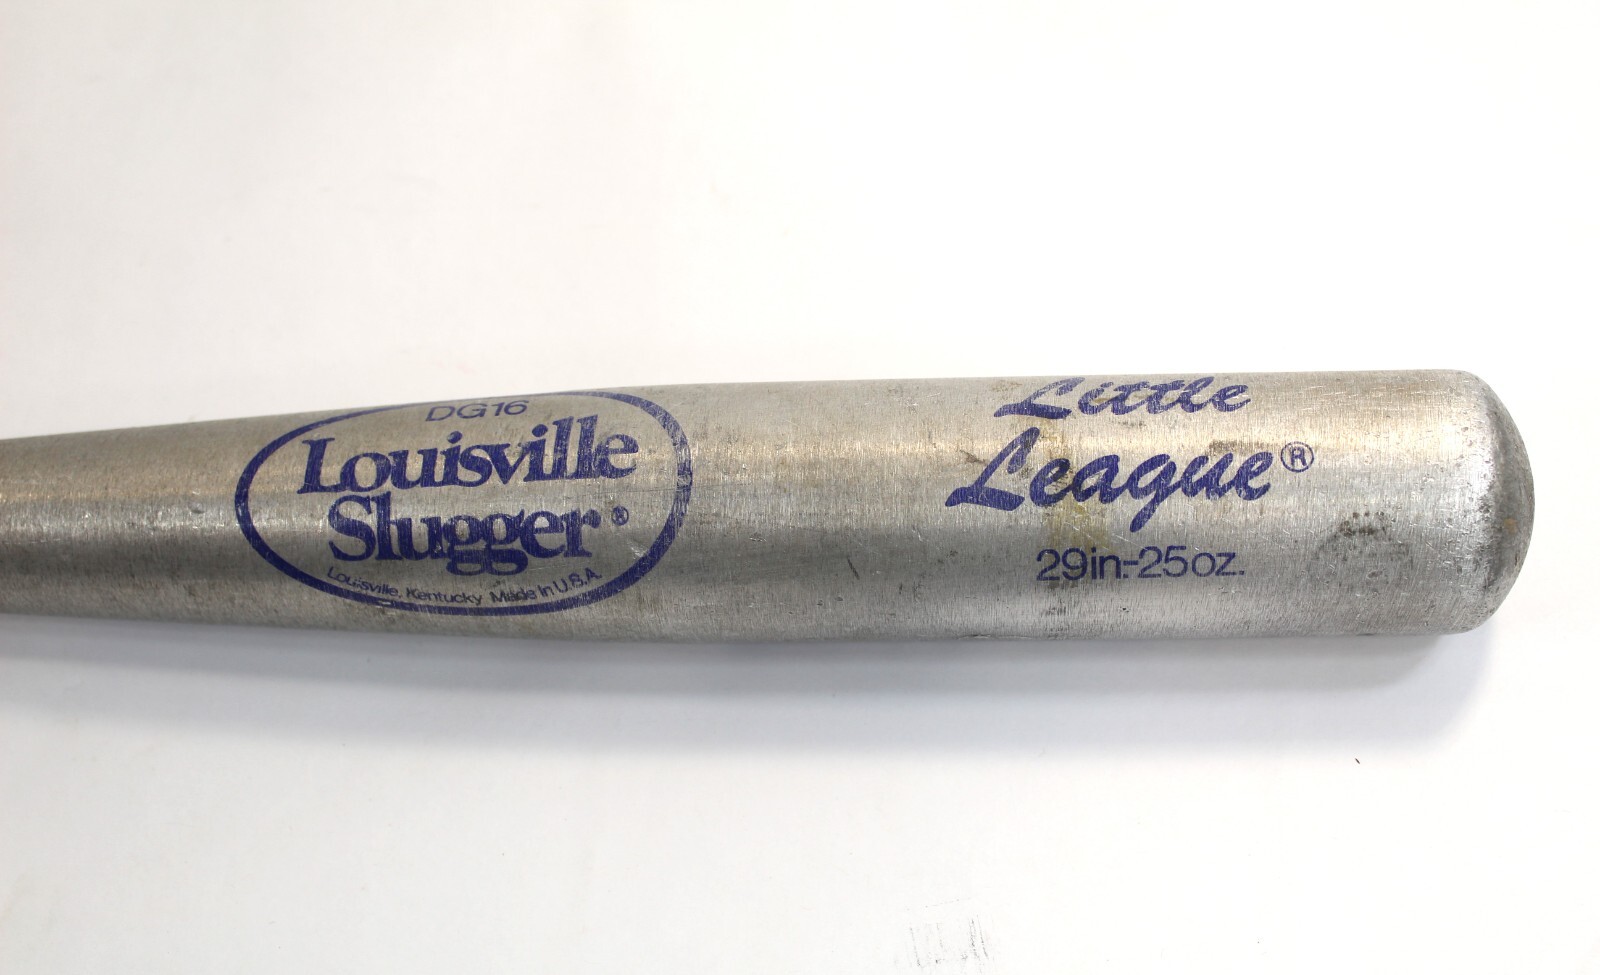 DG16
Louisville
Slugger®
Louisville, Kentucky Made in U.S.A.
Little
League®
29in.-25oz.